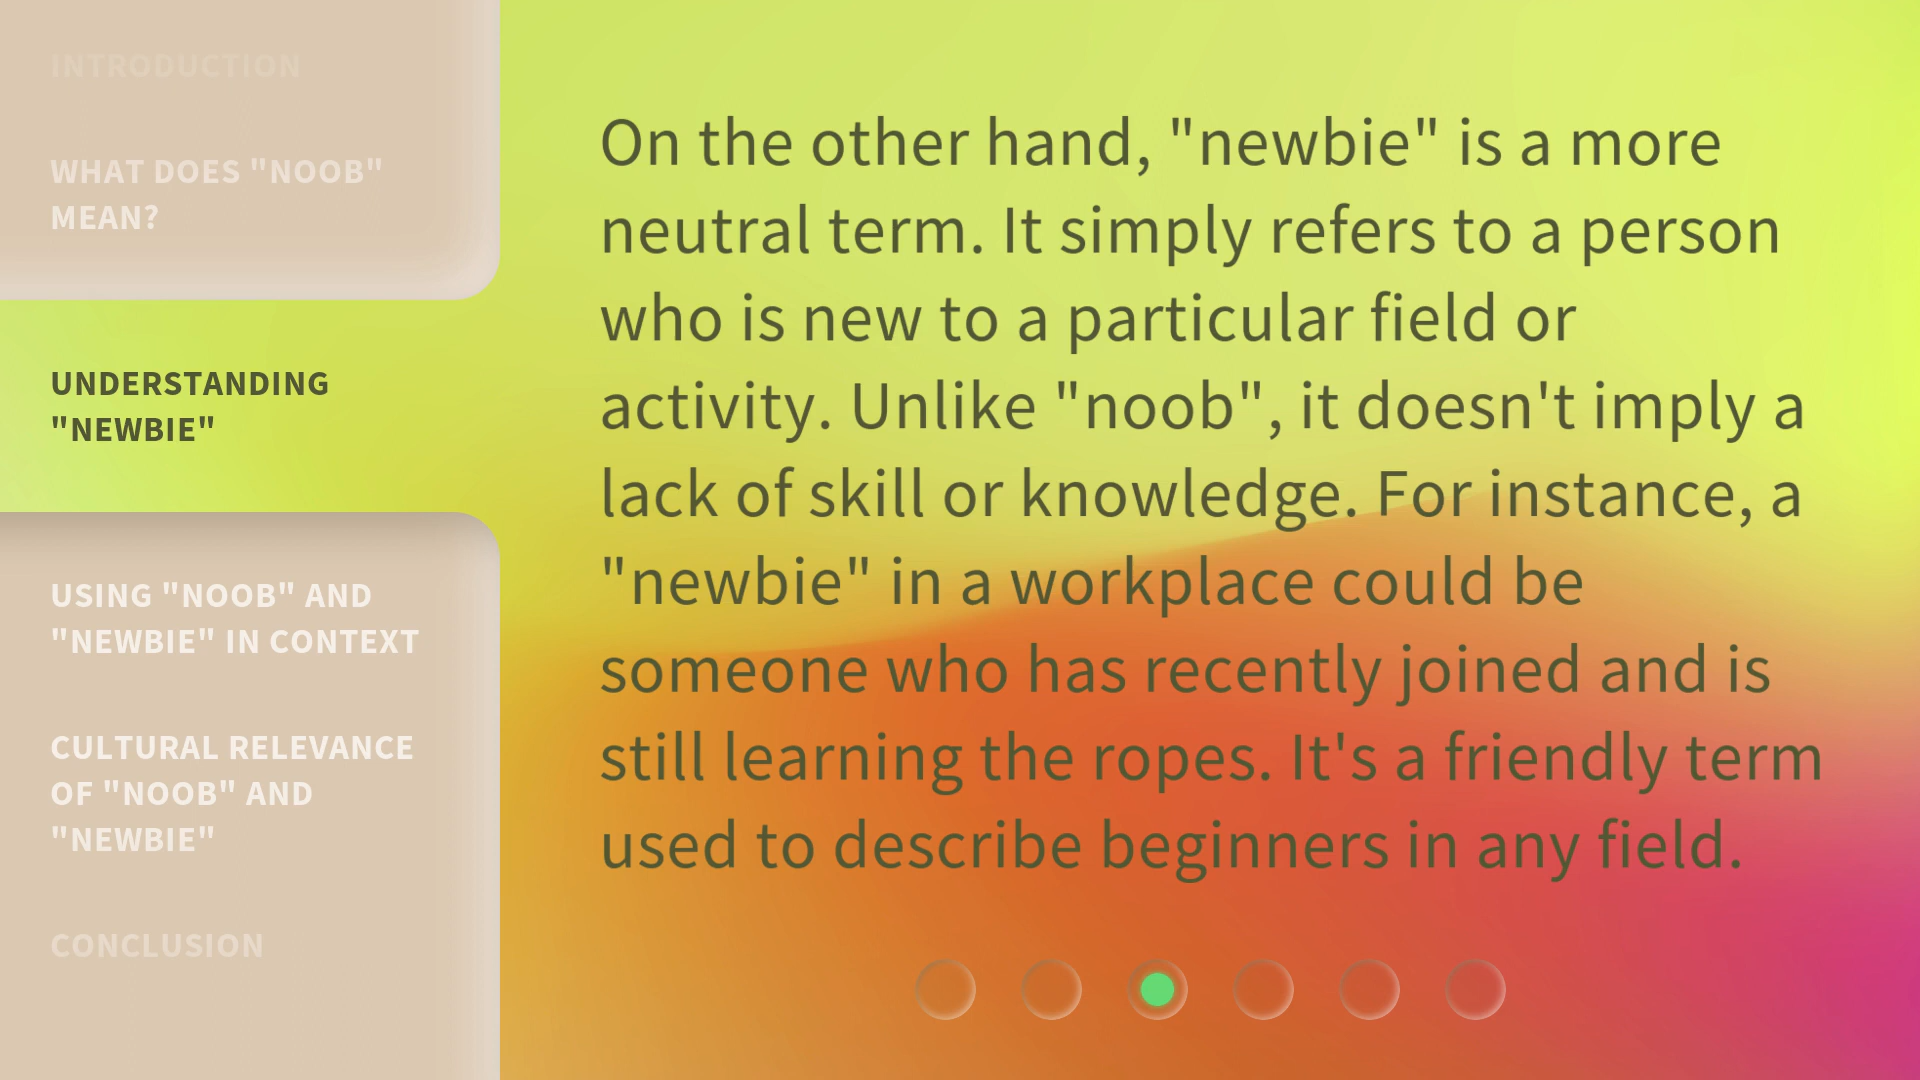 INTRODUCTION
WHAT DOES "NOOB"
MEAN?
UNDERSTANDING
"NEWBIE"
USING "NOOB" AND
"NEWBIE" IN CONTEXT
CULTURAL RELEVANCE
OF "NOOB" AND
"NEWBIE"
CONCLUSION
On the other hand, "newbie" is a more
neutral term. It simply refers to a person
who is new to a particular field or
activity. Unlike "noob", it doesn't imply a
lack of skill or knowledge. For instance, a
"newbie" in a workplace could be
someone who has recently joined and is
still learning the ropes. It's a friendly term
used to describe beginners in any field.